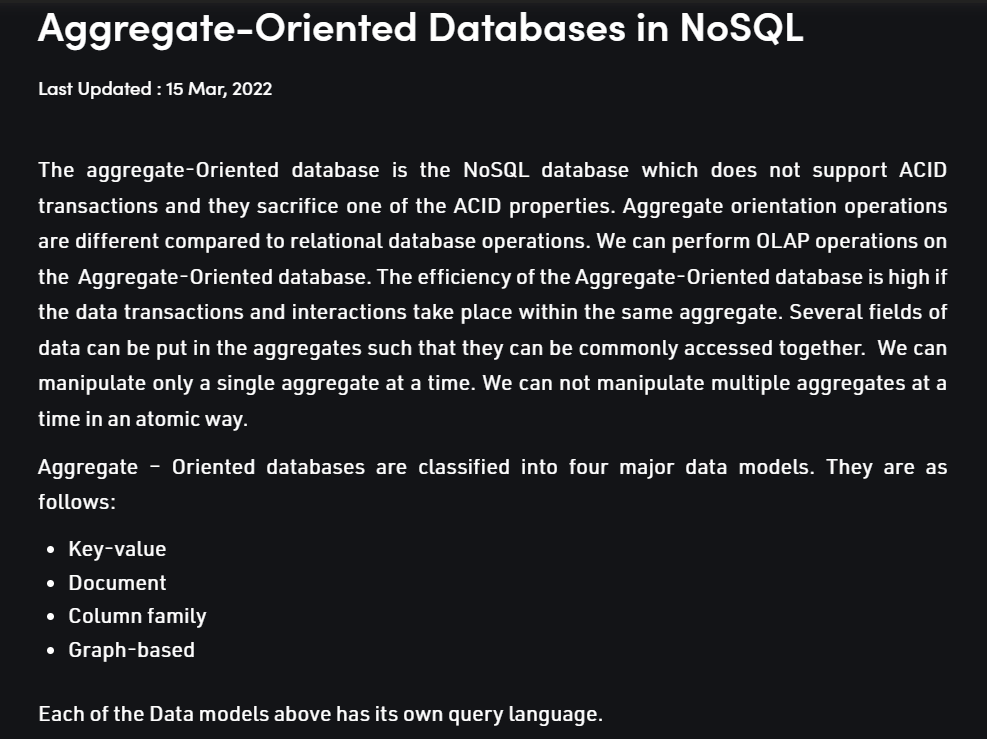 Aggregate-Oriented Databases in NoSQL
Last Updated : 15 Mar, 2022
The aggregate-Oriented database is the NoSQL database which does not support ACID
transactions and they sacrifice one of the ACID properties. Aggregate orientation operations
are different compared to relational database operations. We can perform OLAP operations on
the Aggregate-Oriented database. The efficiency of the Aggregate-Oriented database is high if
the data transactions and interactions take place within the same aggregate. Several fields of
data can be put in the aggregates such that they can be commonly accessed together. We can
manipulate only a single aggregate at a time. We can not manipulate multiple aggregates at a
time in an atomic way.
Aggregate – Oriented databases are classified into four major data models. They are as
follows:
• Key-value
• Document
• Column family
• Graph-based
Each of the Data models above has its own query language.